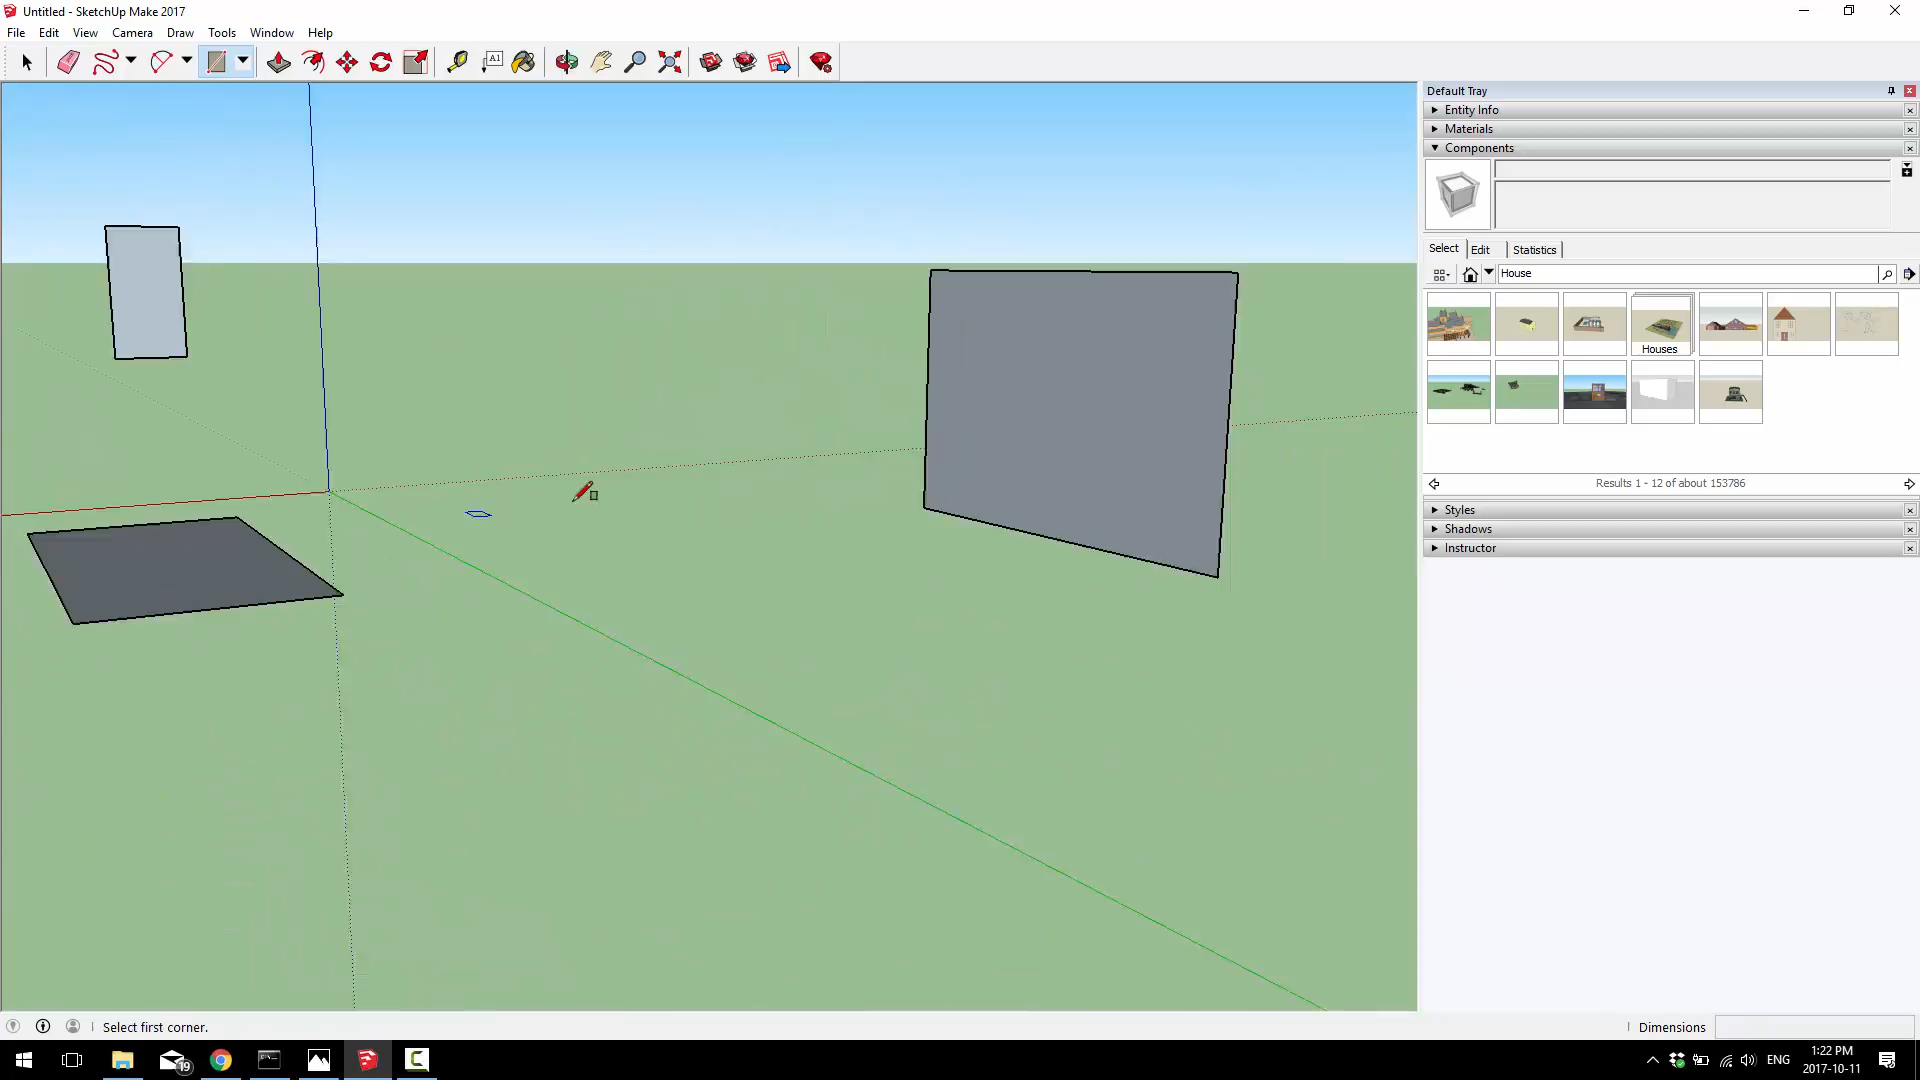 Untitled - SketchUp Make 2017
File Edit View Camera Draw Tools Window Help
A1
Default Tray
Entity Info
Materials
Components
Select Edit Statistics
House
Houses
Results 1 - 12 of about 153786
Styles
Shadows
Instructor
Select first corner.
Dimensions
19
ENG
1:22 PM
2017-10-11